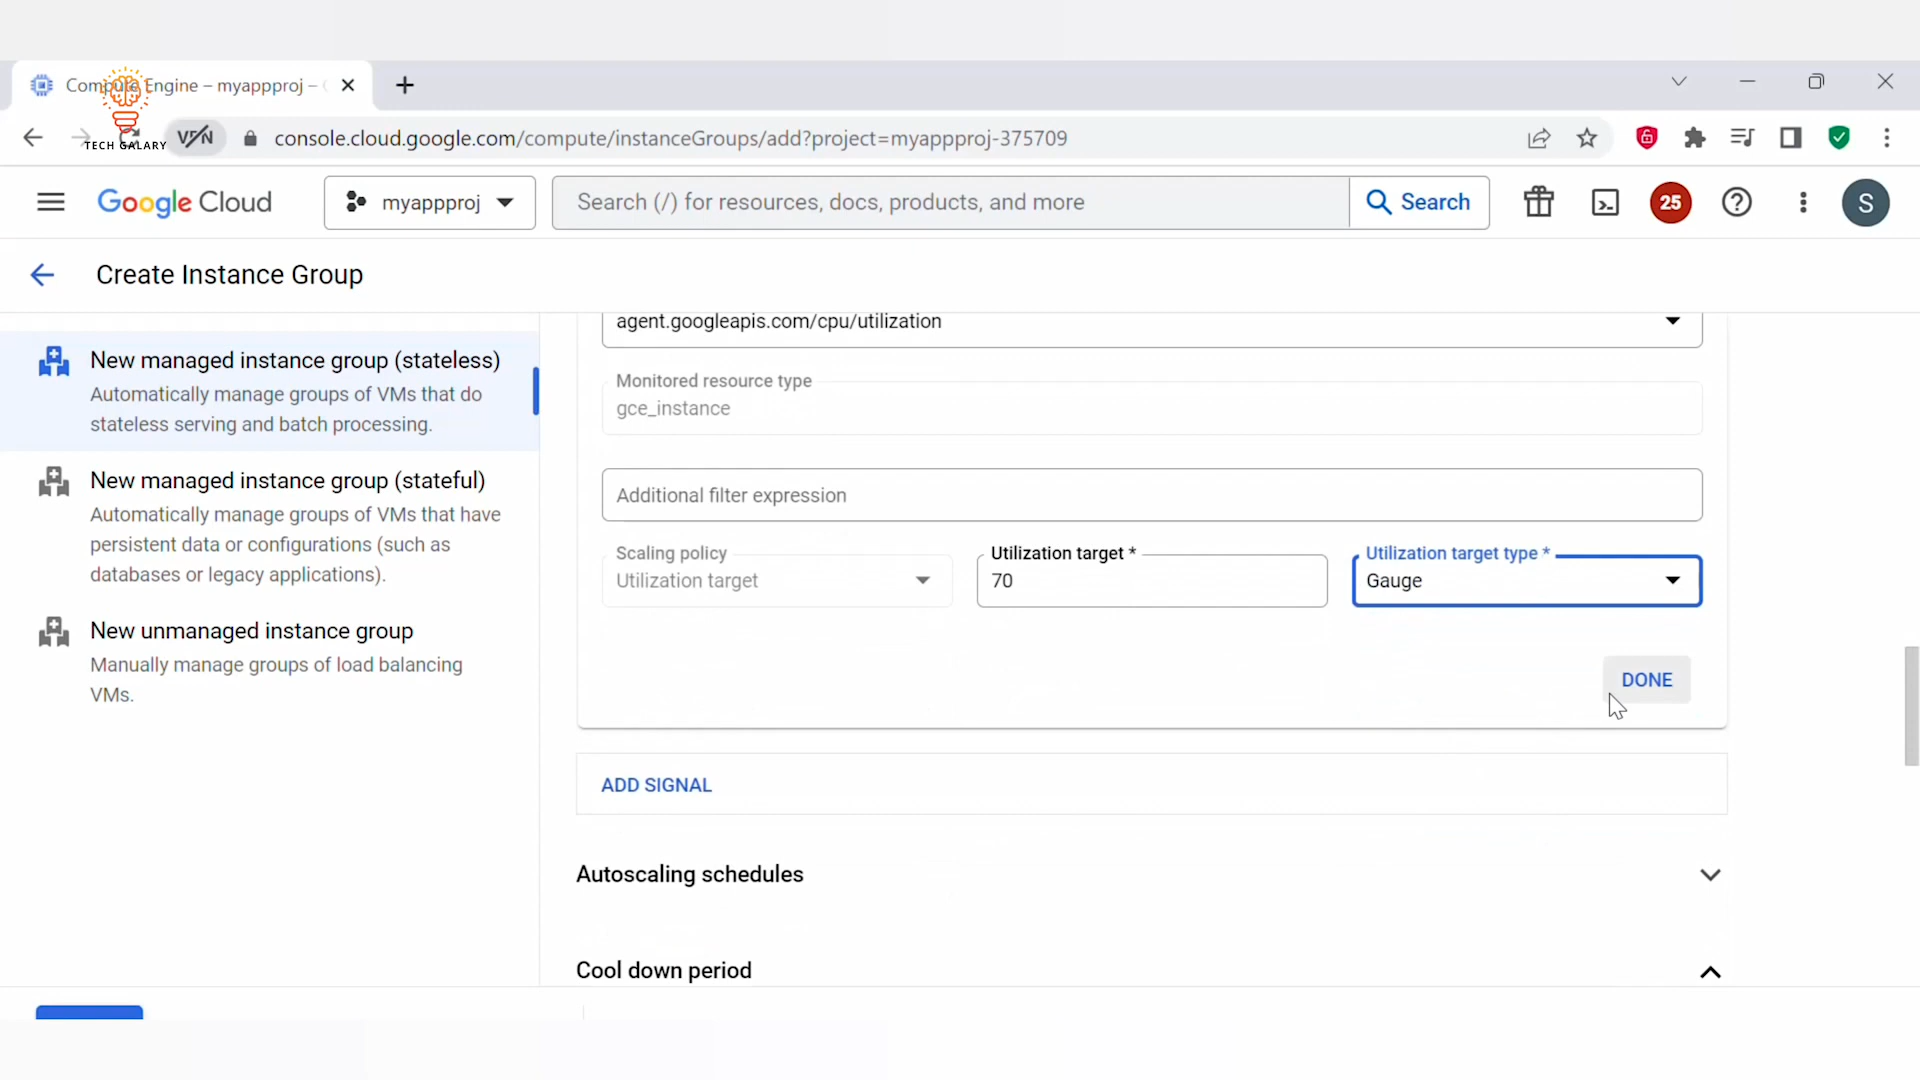 Compute Engine – myappproj –
TECH GALARY
VPN
console.cloud.google.com/compute/instanceGroups/add?project=myappproj-375709
Google Cloud
myappproj
Search (/) for resources, docs, products, and more
Search
25
S
Create Instance Group
New managed instance group (stateless)
Automatically manage groups of VMs that do
stateless serving and batch processing.
New managed instance group (stateful)
Automatically manage groups of VMs that have
persistent data or configurations (such as
databases or legacy applications).
New unmanaged instance group
Manually manage groups of load balancing
VMs.
agent.googleapis.com/cpu/utilization
Monitored resource type
gce_instance
Additional filter expression
Scaling policy
Utilization target
Utilization target *
70
Utilization target type *
Gauge
DONE
ADD SIGNAL
Autoscaling schedules
Cool down period